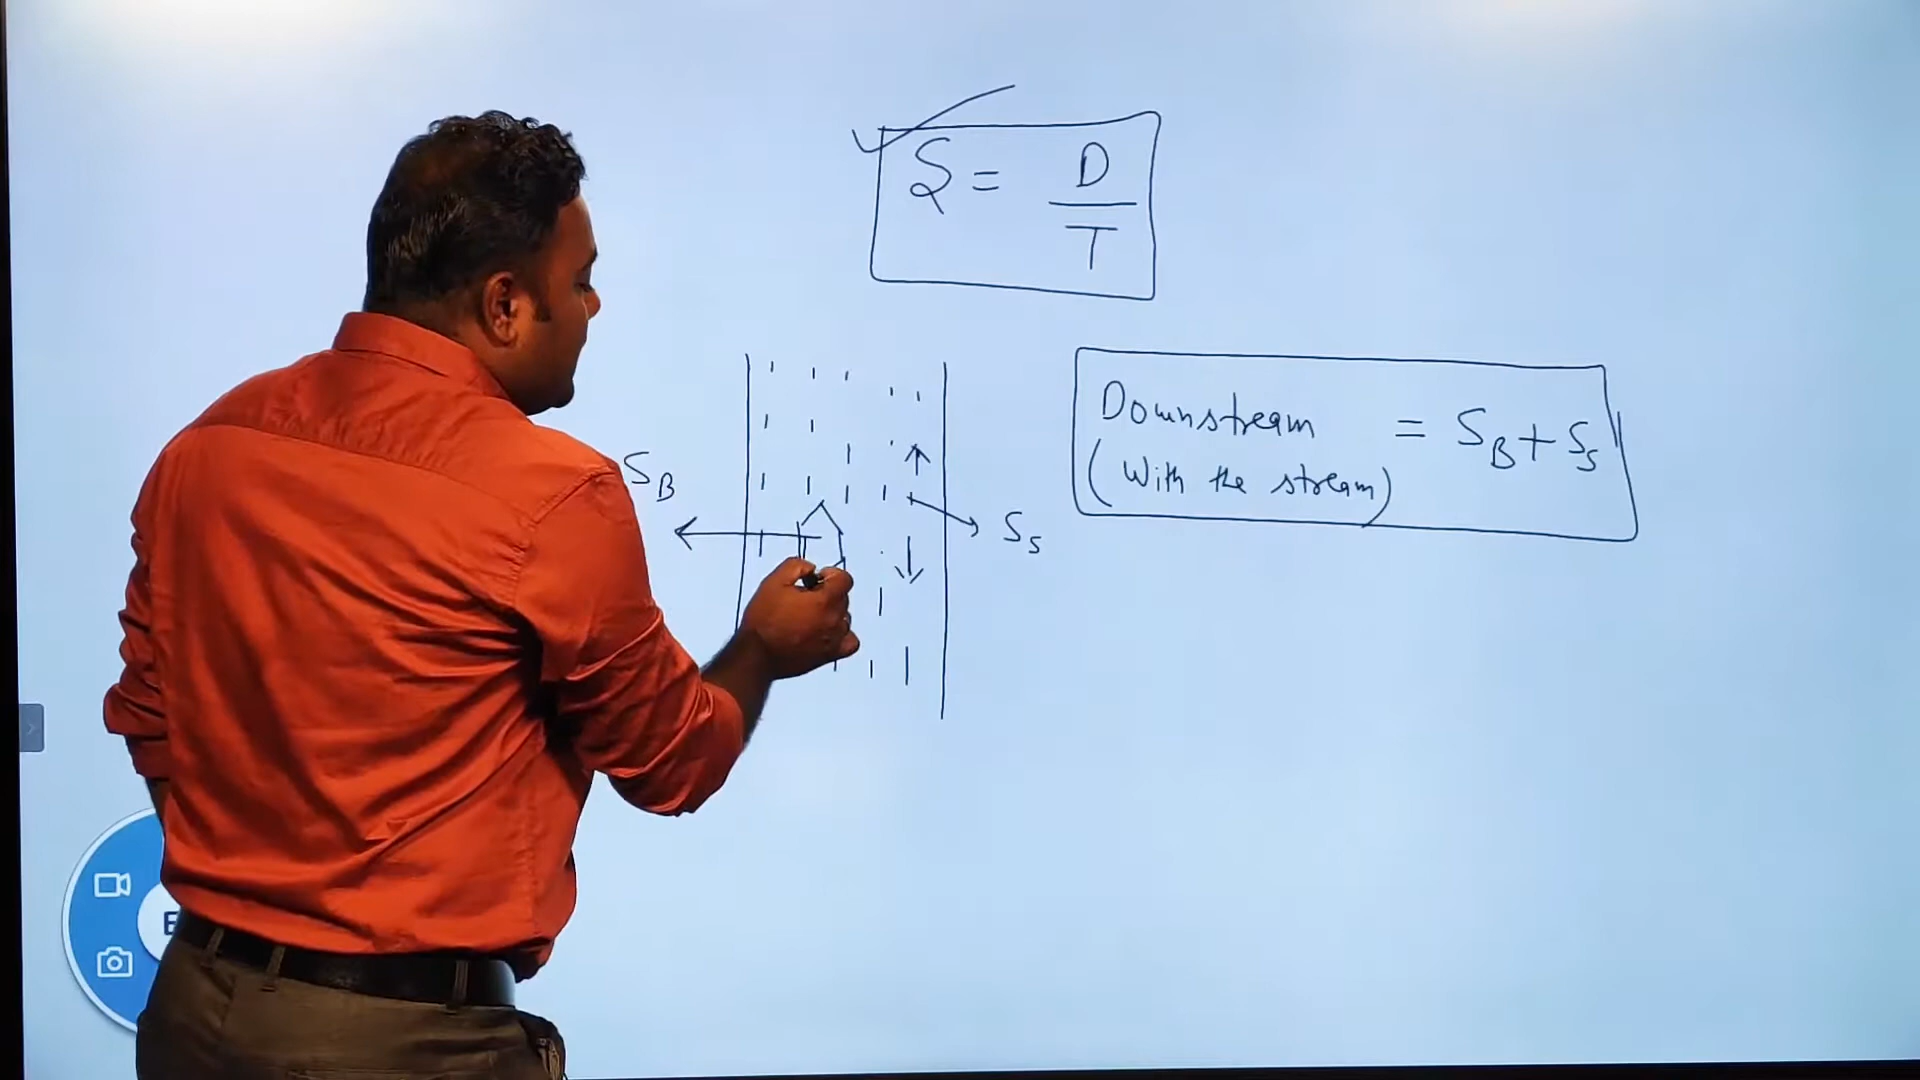 S = D
T
Downstream = S_B + S_s
(With the stream)
S_B
S_s
E